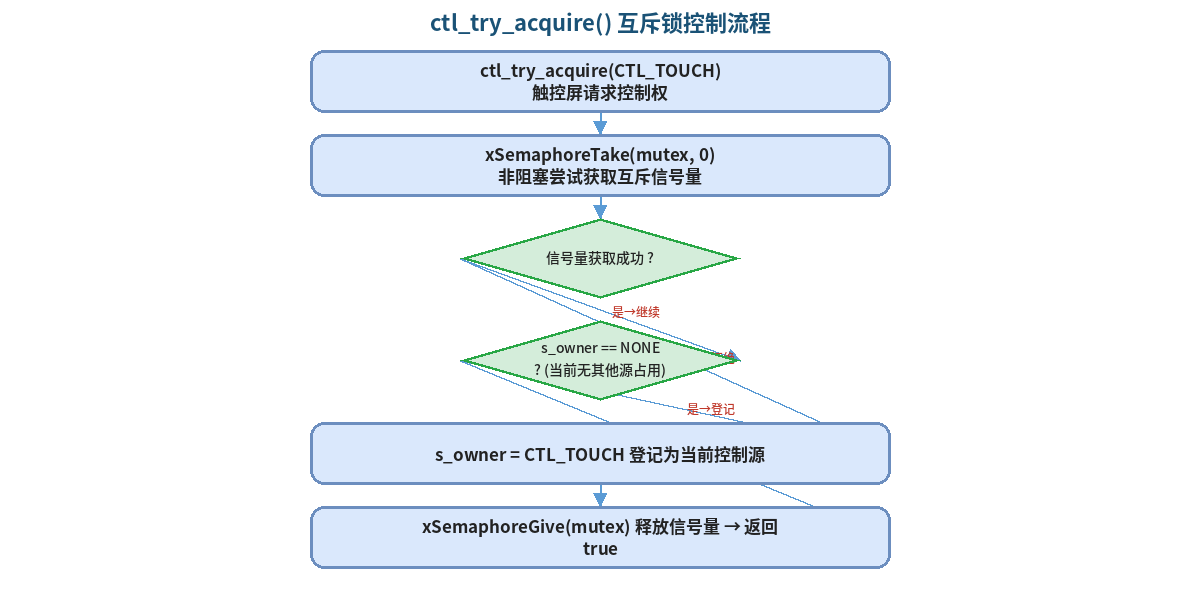 ctl_try_acquire() 互斥锁控制流程
ctl_try_acquire(CTL_TOUCH)
触控屏请求控制权
xSemaphoreTake(mutex, 0)
非阻塞尝试获取互斥信号量
信号量获取成功 ?
是→继续
s_owner == NONE
? (当前无其他源占用)
是→登记
s_owner = CTL_TOUCH 登记为当前控制源
xSemaphoreGive(mutex) 释放信号量 → 返回
true